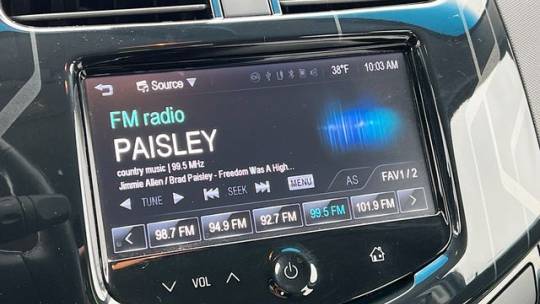 Source 38°F 10:03 AM
FM radio
PAISLEY
country music | 99.5 MHz
Jimmie Allen / Brad Paisley - Freedom Was A High...
TUNE SEEK MENU AS FAV1 / 2
98.7 FM 94.9 FM 92.7 FM 99.5 FM 101.9 FM
VOL